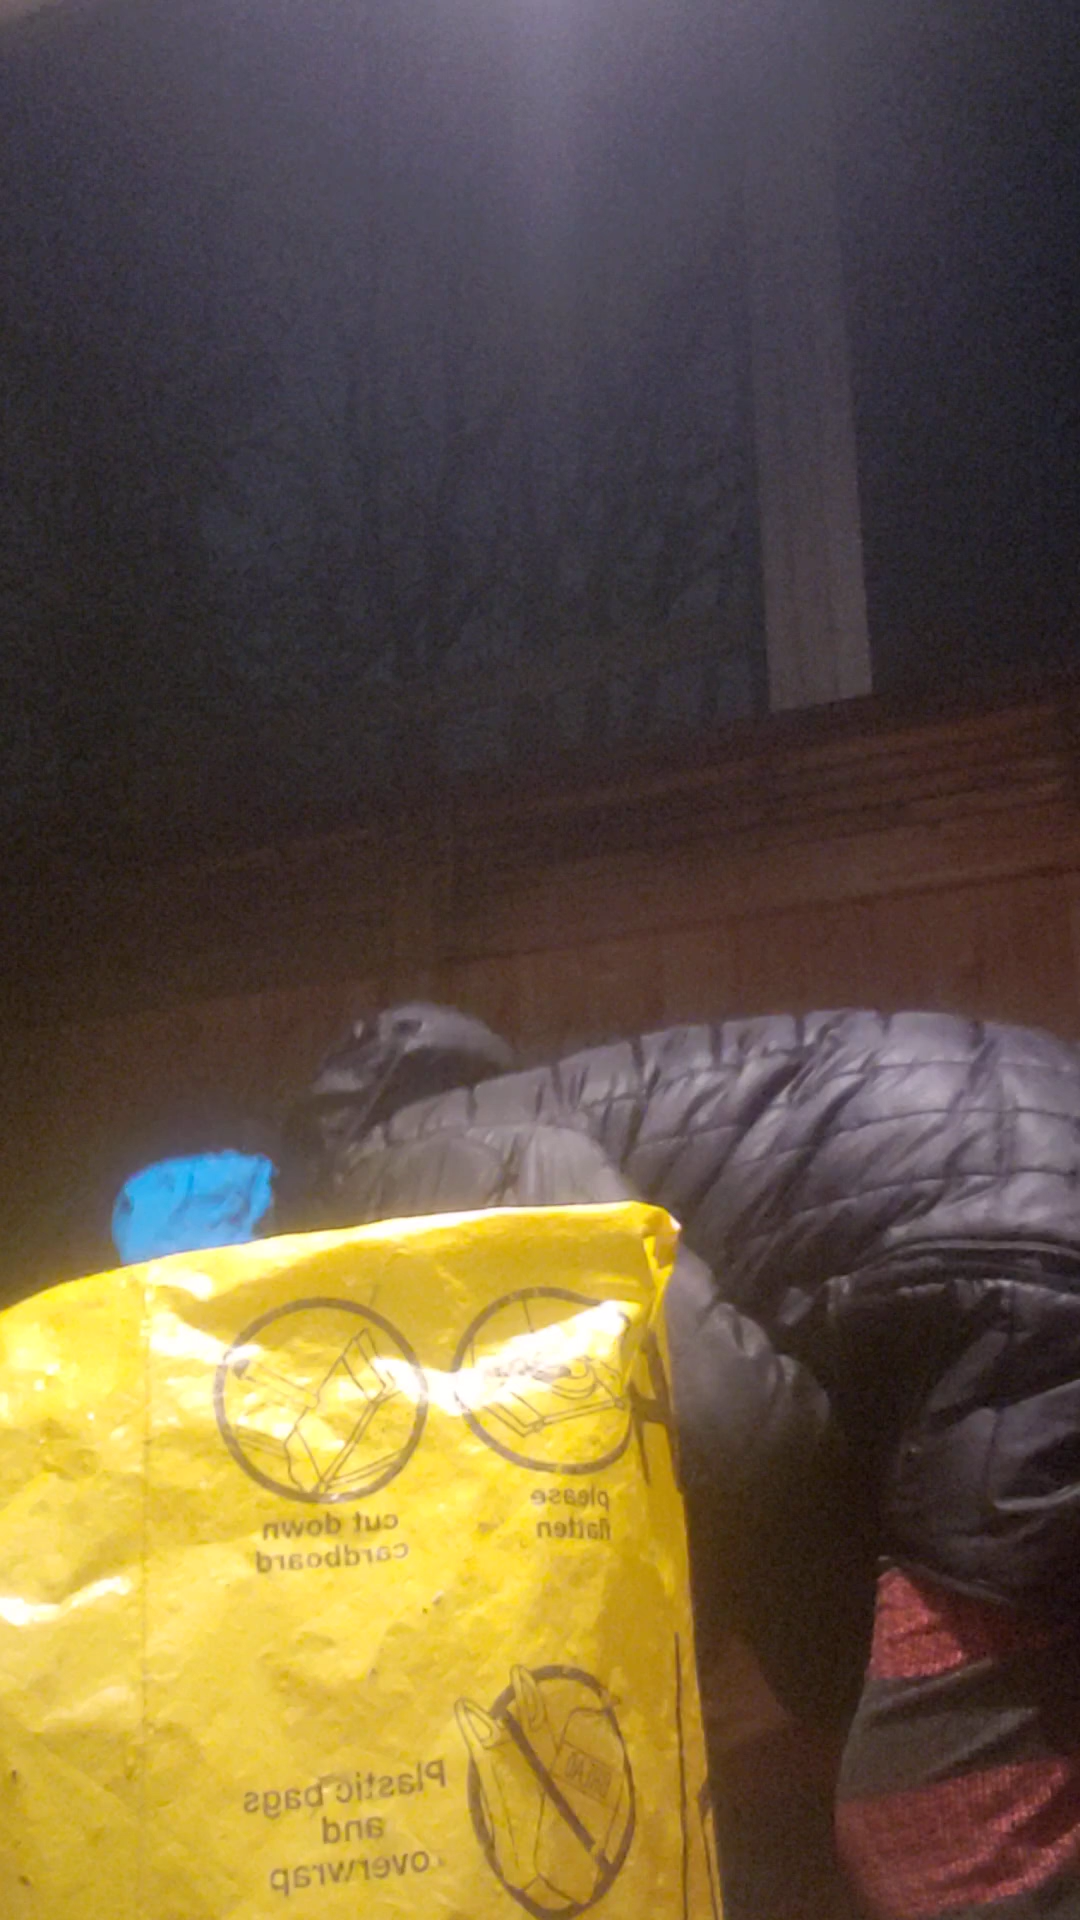 please
flatten
cut down
cardboard
Plastic bags
and
overwrap